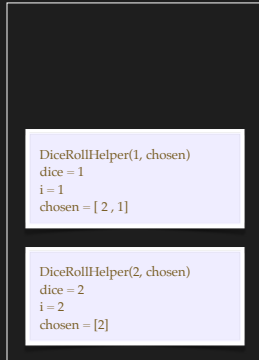 DiceRollHelper(1, chosen)
dice = 1
i = 1
chosen = [ 2 , 1]
DiceRollHelper(2, chosen)
dice = 2
i = 2
chosen = [2]